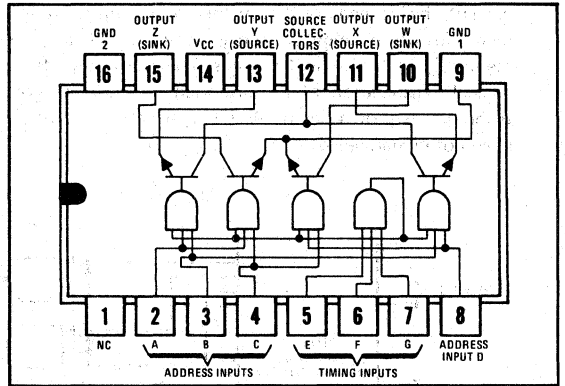 GND 2
OUTPUT Z (SINK)
VCC
OUTPUT Y (SOURCE)
SOURCE COLLEC- TORS
OUTPUT X (SOURCE)
OUTPUT W (SINK)
GND 1
16 15 14 13 12 11 10 9
1 2 3 4 5 6 7 8
NC A B C E F G ADDRESS INPUT D
ADDRESS INPUTS TIMING INPUTS